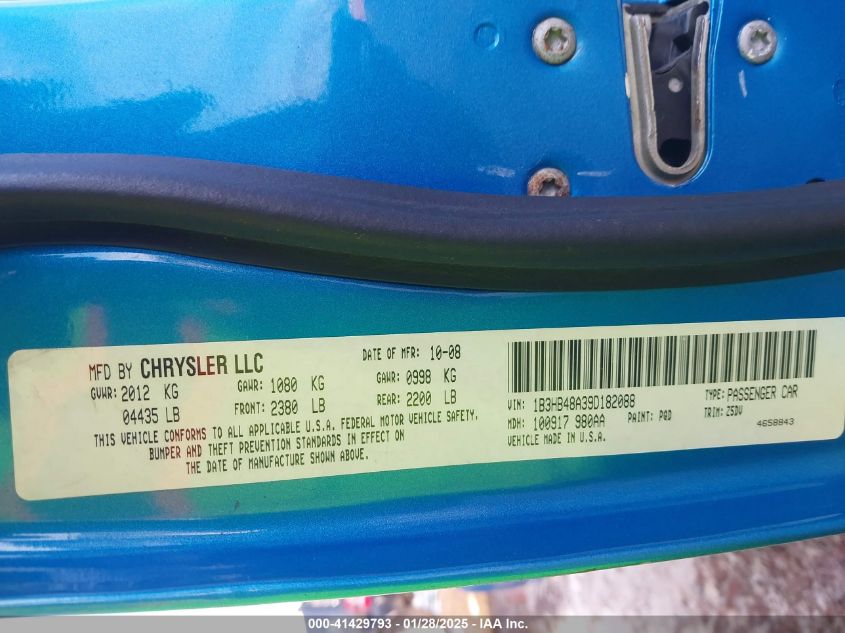 MFD BY CHRYSLER LLC DATE OF MFR: 10-08
GVWR: 2012 KG GAWR: 1080 KG GAWR: 0998 KG
04435 LB FRONT: 2380 LB REAR: 2200 LB
THIS VEHICLE CONFORMS TO ALL APPLICABLE U.S.A. FEDERAL MOTOR VEHICLE SAFETY,
BUMPER AND THEFT PREVENTION STANDARDS IN EFFECT ON
THE DATE OF MANUFACTURE SHOWN ABOVE.
VIN: 1B3HB48A39D182088 TYPE: PASSENGER CAR
MDH: 100917 980AA PAINT: PQD TRIM: Z5DV
VEHICLE MADE IN U.S.A. 4658843
000-41429793 - 01/28/2025 - IAA Inc.